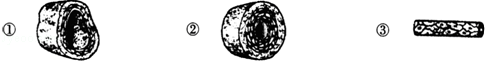 ① ② ③